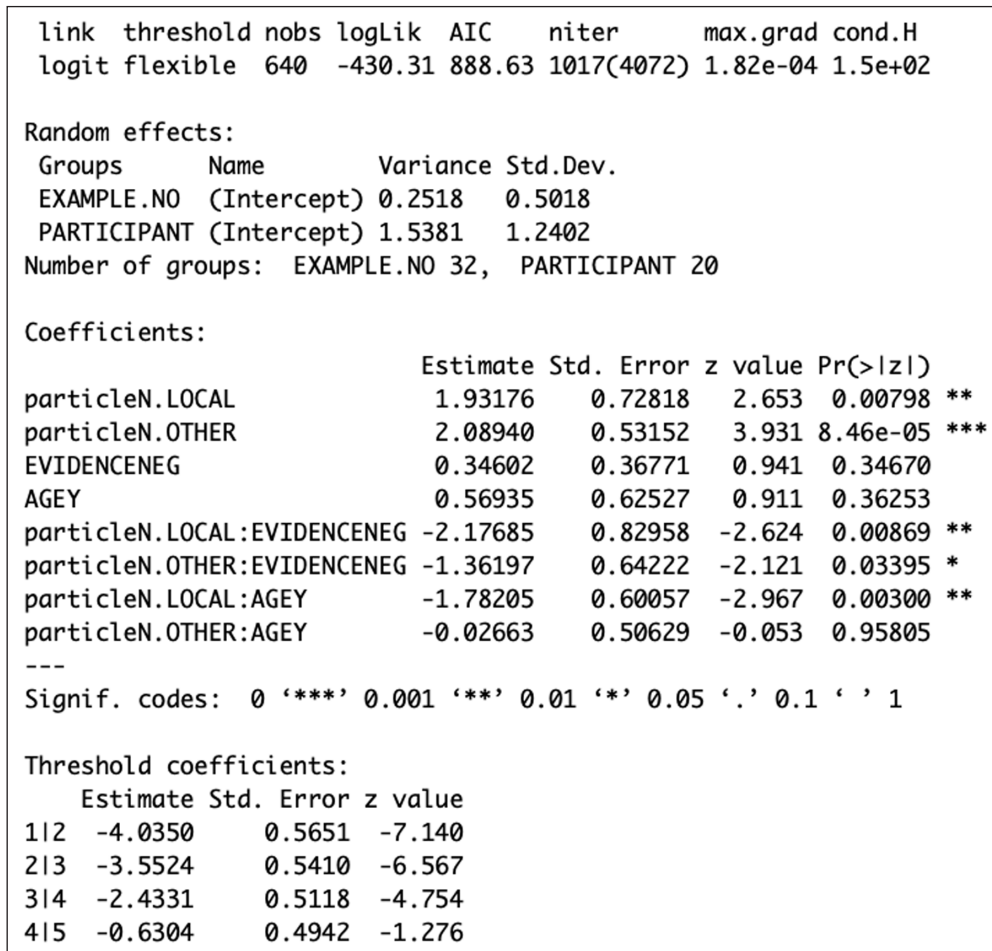 link  threshold nobs logLik  AIC    niter      max.grad cond.H
logit flexible  640  -430.31 888.63 1017(4072) 1.82e-04 1.5e+02
Random effects:
Groups      Name        Variance Std.Dev.
EXAMPLE.NO  (Intercept) 0.2518   0.5018
PARTICIPANT (Intercept) 1.5381   1.2402
Number of groups:  EXAMPLE.NO 32,  PARTICIPANT 20
Coefficients:
Estimate Std. Error z value Pr(>|z|)
particleN.LOCAL              1.93176    0.72818   2.653  0.00798 **
particleN.OTHER              2.08940    0.53152   3.931 8.46e-05 ***
EVIDENCENEG                  0.34602    0.36771   0.941  0.34670
AGEY                         0.56935    0.62527   0.911  0.36253
particleN.LOCAL:EVIDENCENEG -2.17685    0.82958  -2.624  0.00869 **
particleN.OTHER:EVIDENCENEG -1.36197    0.64222  -2.121  0.03395 *
particleN.LOCAL:AGEY        -1.78205    0.60057  -2.967  0.00300 **
particleN.OTHER:AGEY        -0.02663    0.50629  -0.053  0.95805
---
Signif. codes:  0 ‘***’ 0.001 ‘**’ 0.01 ‘*’ 0.05 ‘.’ 0.1 ‘ ’ 1
Threshold coefficients:
Estimate Std. Error z value
1|2  -4.0350     0.5651  -7.140
2|3  -3.5524     0.5410  -6.567
3|4  -2.4331     0.5118  -4.754
4|5  -0.6304     0.4942  -1.276